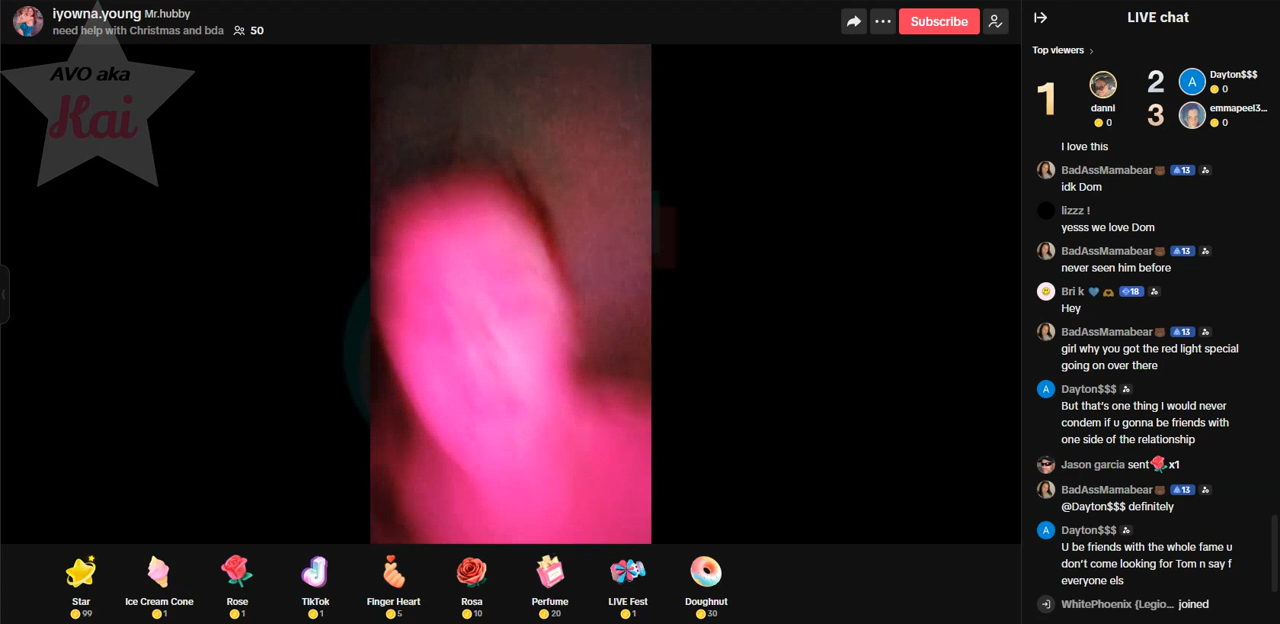 iyowna.young Mr.hubby
need help with Christmas and bda 50
Subscribe
AVO aka
Kai
LIVE chat
Top viewers
1 danni 0
2 A Dayton$$$ 0
3 emmapeel3... 0
I love this
BadAssMamabear 13
idk Dom
lizzz !
yesss we love Dom
BadAssMamabear 13
never seen him before
Bri k 18
Hey
BadAssMamabear 13
girl why you got the red light special
going on over there
A Dayton$$$
But that's one thing I would never
condem if u gonna be friends with
one side of the relationship
Jason garcia sent x1
BadAssMamabear 13
@Dayton$$$ definitely
A Dayton$$$
U be friends with the whole fame u
don't come looking for Tom n say f
everyone els
WhitePhoenix {Legio... joined
Star Ice Cream Cone Rose TikTok Finger Heart Rosa Perfume LIVE Fest Doughnut
99 1 1 1 5 10 20 1 30